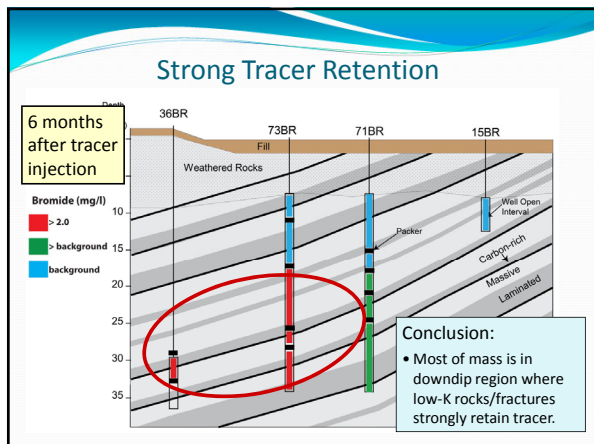 Strong Tracer Retention
6 months
after tracer
injection
36BR
73BR
71BR
15BR
Fill
Weathered Rocks
Bromide (mg/l)
> 2.0
> background
background
10
15
20
25
30
35
Well Open
Interval
Packer
Carbon-rich
Massive
Laminated
Conclusion:
• Most of mass is in
downdip region where
low-K rocks/fractures
strongly retain tracer.